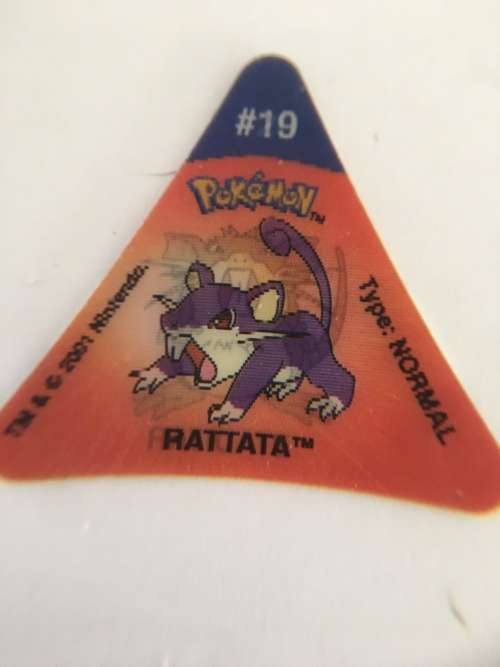 #19
POKéMON™
TM & © 2001 Nintendo.
Type: NORMAL
RATTATA™